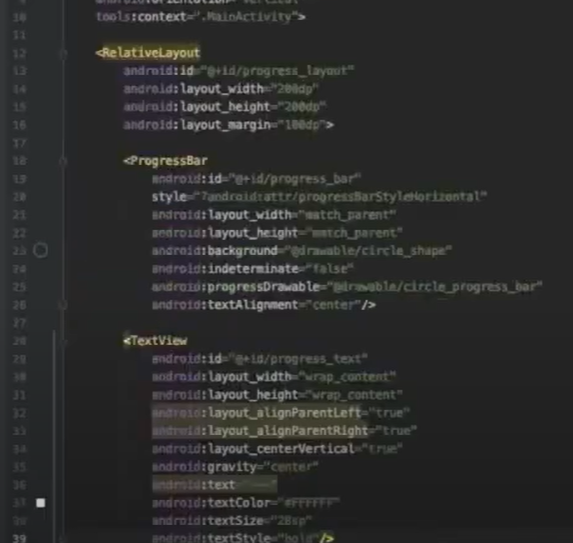 10 tools:context=".MainActivity">
11
12 <RelativeLayout
13 android:id="@+id/progress_layout"
14 android:layout_width="200dp"
15 android:layout_height="200dp"
16 android:layout_margin="100dp">
17
18 <ProgressBar
19 android:id="@+id/progress_bar"
20 style="?android:attr/progressBarStyleHorizontal"
21 android:layout_width="match_parent"
22 android:layout_height="match_parent"
23 android:background="@drawable/circle_shape"
24 android:indeterminate="false"
25 android:progressDrawable="@drawable/circle_progress_bar"
26 android:textAlignment="center"/>
27
28 <TextView
29 android:id="@+id/progress_text"
30 android:layout_width="wrap_content"
31 android:layout_height="wrap_content"
32 android:layout_alignParentLeft="true"
33 android:layout_alignParentRight="true"
34 android:layout_centerVertical="true"
35 android:gravity="center"
36 android:text=
37 android:textColor="#FFFFFF"
38 android:textSize="28sp"
39 android:textStyle="bold"/>